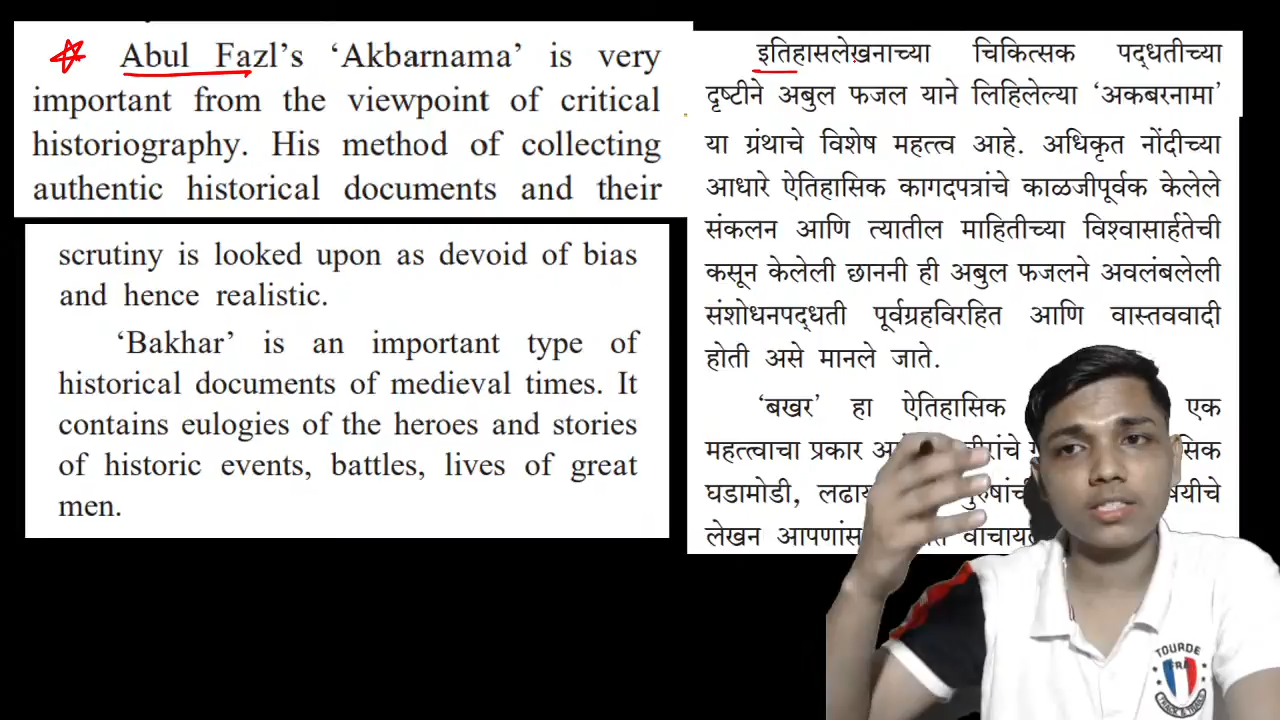 Abul Fazl’s ‘Akbarnama’ is very
important from the viewpoint of critical
historiography. His method of collecting
authentic historical documents and their
scrutiny is looked upon as devoid of bias
and hence realistic.
‘Bakhar’ is an important type of
historical documents of medieval times. It
contains eulogies of the heroes and stories
of historic events, battles, lives of great
men.
इतिहासलेखनाच्या चिकित्सक पद्धतीच्या
दृष्टीने अबुल फजल याने लिहिलेल्या ‘अकबरनामा’
या ग्रंथाचे विशेष महत्त्व आहे. अधिकृत नोंदीच्या
आधारे ऐतिहासिक कागदपत्रांचे काळजीपूर्वक केलेले
संकलन आणि त्यातील माहितीच्या विश्वासार्हतेची
कसून केलेली छाननी ही अबुल फजलने अवलंबलेली
संशोधनपद्धती पूर्वग्रहविरहित आणि वास्तववादी
होती असे मानले जाते.
‘बखर’ हा ऐतिहासिक एक
महत्त्वाचा प्रकार
घडामोडी,
लेखन आपणांस
TOURDE
FRA